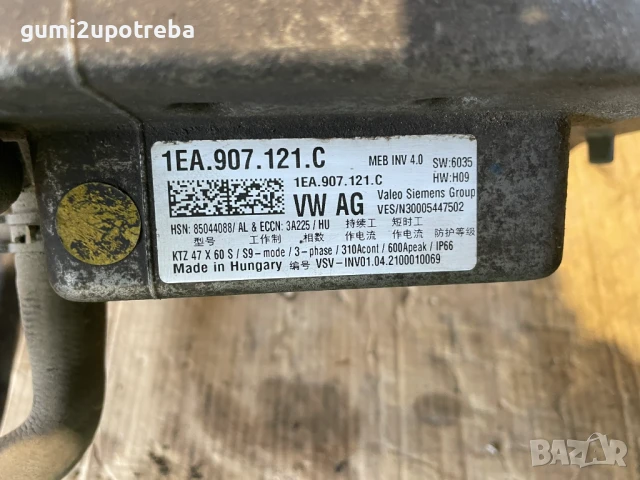 gumi2upotreba
1EA.907.121.C MEB INV 4.0 SW:6035
1EA.907.121.C HW:H09
VW AG Valeo Siemens Group
VES/N30005447502
HSN: 85044088/ AL & ECCN: 3A225 / HU 持续工 短时工
型号 工作制 相数 作电流 作电流 防护等级
KTZ 47 X 60 S / S9-mode / 3-phase / 310Acont / 600Apeak / IP66
Made in Hungary 编号 VSV-INV01.04.2100010069
BAZAR